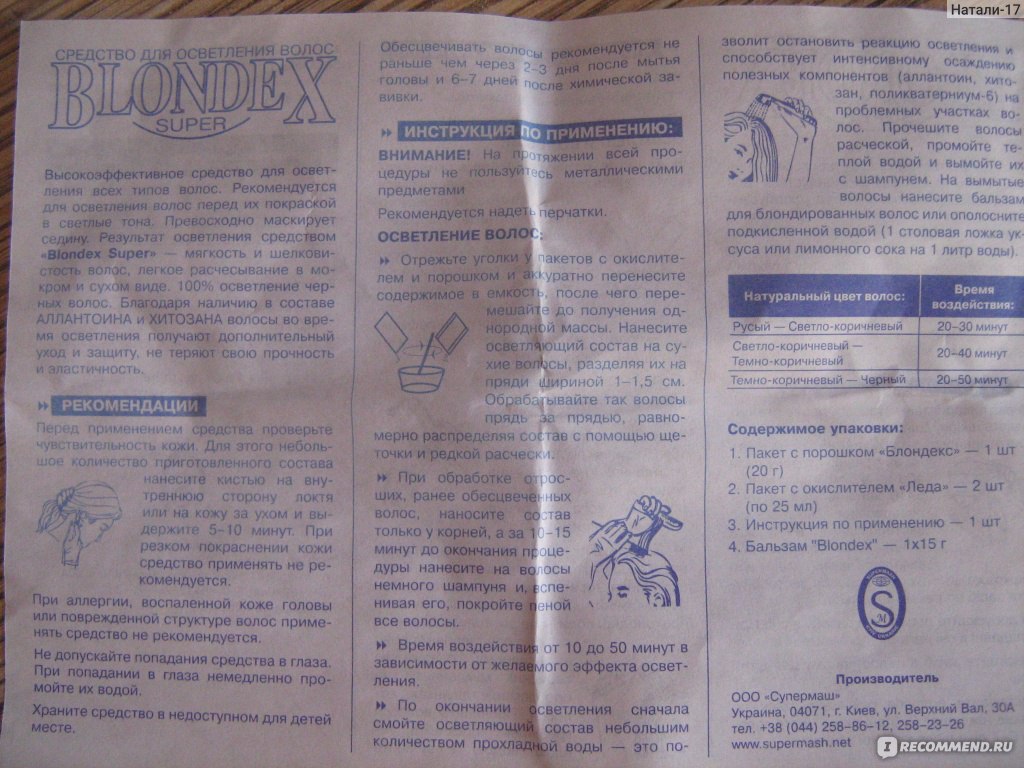 Натали-17
СРЕДСТВО ДЛЯ ОСВЕТЛЕНИЯ ВОЛОС
BLONDEX
SUPER
Высокоэффективное средство для освет-
ления всех типов волос. Рекомендуется
для осветления волос перед их покраской
в светлые тона. Превосходно маскирует
седину. Результат осветления средством
«Blondex Super» — мягкость и шелкови-
стость волос, легкое расчесывание в мо-
кром и сухом виде. 100% осветление чер-
ных волос. Благодаря наличию в составе
АЛЛАНТОИНА и ХИТОЗАНА волосы во вре-
мя осветления получают дополнительный
уход и защиту, не теряют свою прочность
и эластичность.
РЕКОМЕНДАЦИИ
Перед применением средства проверьте
чувствительность кожи. Для этого неболь-
шое количество приготовленного состава
нанесите кистью на вну-
треннюю сторону локтя
или на кожу за ухом и вы-
держите 5–10 минут. При
резком покраснении кожи
средство применять не ре-
комендуется.
При аллергии, воспаленной коже головы
или поврежденной структуре волос приме-
нять средство не рекомендуется.
Не допускайте попадания средства в глаза.
При попадании в глаза немедленно про-
мойте их водой.
Храните средство в недоступном для детей
месте.
Обесцвечивать волосы рекомендуется не
раньше чем через 2–3 дня после мытья
головы и 6–7 дней после химической за-
вивки.
ИНСТРУКЦИЯ ПО ПРИМЕНЕНИЮ:
ВНИМАНИЕ! На протяжении всей про-
цедуры не пользуйтесь металлическими
предметами
Рекомендуется надеть перчатки.
ОСВЕТЛЕНИЕ ВОЛОС:
Отрежьте уголки у пакетов с окислите-
лем и порошком и аккуратно перенесите
содержимое в емкость, после чего пере-
мешайте до получения од-
нородной массы. Нанесите
осветляющий состав на су-
хие волосы, разделяя их на
пряди шириной 1–1,5 см.
Обрабатывайте так волосы
прядь за прядью, равно-
мерно распределяя состав с помощью ще-
точки и редкой расчески.
При обработке отрос-
ших, ранее обесцвеченных
волос, наносите состав
только у корней, а за 10–15
минут до окончания проце-
дуры нанесите на волосы
немного шампуня и, вспе-
нивая его, покройте пеной
все волосы.
Время воздействия от 10 до 50 минут в
зависимости от желаемого эффекта освет-
ления.
По окончании осветления сначала
смойте осветляющий состав небольшим
количеством прохладной воды — это по-
зволит остановить реакцию осветления и
способствует интенсивному осаждению
полезных компонентов (аллантоин, хито-
зан, поликватерниум-6) на
проблемных участках во-
лос. Прочешите волосы
расческой, промойте те-
плой водой и вымойте их
с шампунем. На вымытые
волосы нанесите бальзам
для блондированных волос или ополосните
подкисленной водой (1 столовая ложка ук-
суса или лимонного сока на 1 литр воды).
Натуральный цвет волос: Время воздействия:
Русый — Светло-коричневый 20–30 минут
Светло-коричневый — Темно-коричневый 20–40 минут
Темно-коричневый — Черный 20–50 минут
Содержимое упаковки:
1. Пакет с порошком «Блондекс» — 1 шт
(20 г)
2. Пакет с окислителем «Леда» — 2 шт
(по 25 мл)
3. Инструкция по применению — 1 шт
4. Бальзам "Blondex" — 1x15 г
S
M
Производитель
ООО «Супермаш»
Украина, 04071, г. Киев, ул. Верхний Вал, 30А
тел. +38 (044) 258–86–12, 258–23–26
www.supermash.net
IRECOMMEND.RU